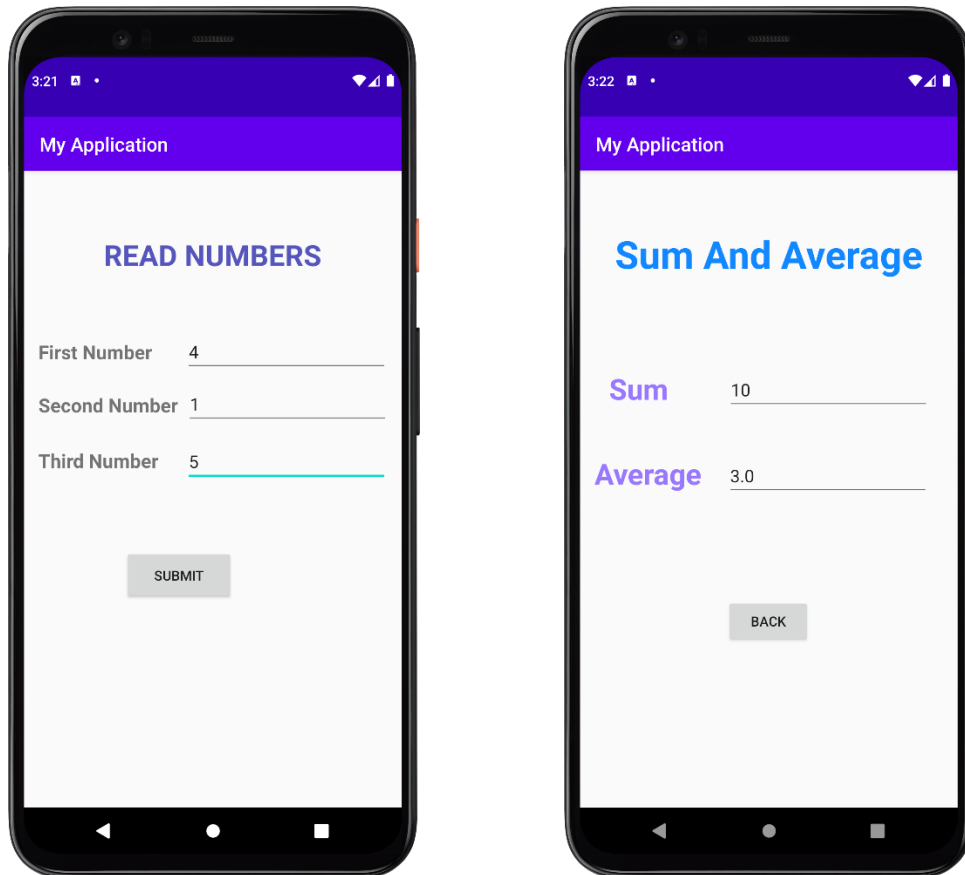 3:21
My Application
READ NUMBERS
First Number 4
Second Number 1
Third Number 5
SUBMIT
3:22
My Application
Sum And Average
Sum 10
Average 3.0
BACK